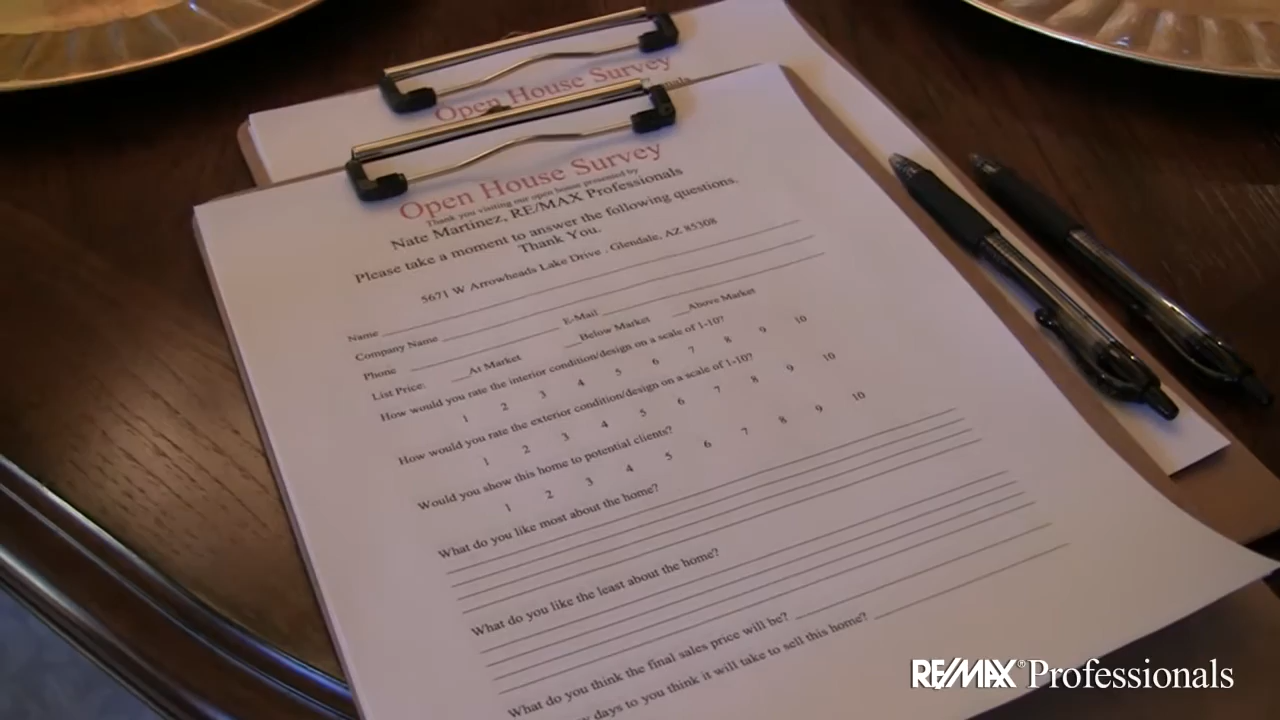 Open House Survey
Open House Survey
Thank you visiting our open house presented by
Nate Martinez, RE/MAX Professionals
Please take a moment to answer the following questions.
Thank You.
5671 W Arrowheads Lake Drive . Glendale, AZ 85308
Name
Company Name E-Mail
Phone
List Price: __At Market __Below Market __Above Market
How would you rate the interior condition/design on a scale of 1-10?
1 2 3 4 5 6 7 8 9 10
How would you rate the exterior condition/design on a scale of 1-10?
1 2 3 4 5 6 7 8 9 10
Would you show this home to potential clients?
1 2 3 4 5 6 7 8 9 10
What do you like most about the home?
What do you like the least about the home?
What do you think the final sales price will be?
days to you think it will take to sell this home?
RE/MAX® Professionals